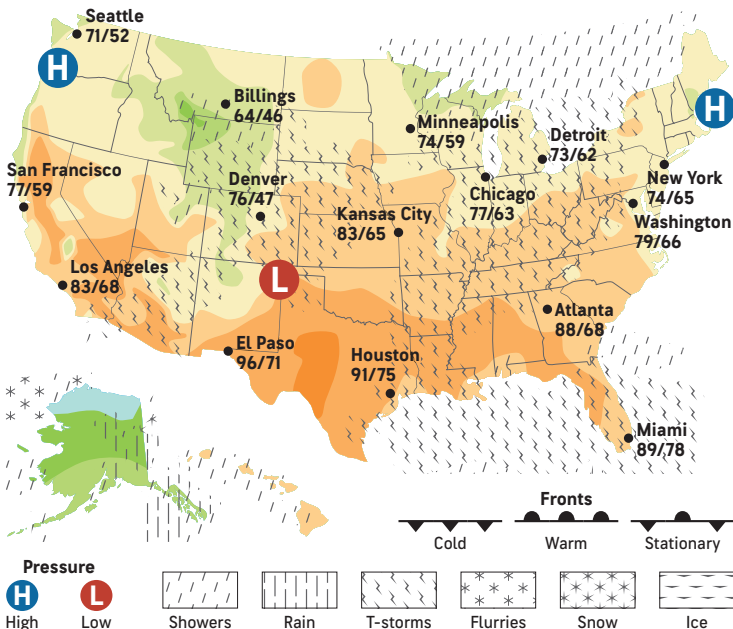 Seattle
71/52
H
Billings
64/46
Minneapolis
74/59
Detroit
73/62
H
San Francisco
77/59
Denver
76/47
Chicago
77/63
New York
74/65
Kansas City
83/65
Washington
79/66
Los Angeles
83/68
L
Atlanta
88/68
El Paso
96/71
Houston
91/75
Miami
89/78
Fronts
Cold Warm Stationary
Pressure
H L
High Low Showers Rain T-storms Flurries Snow Ice